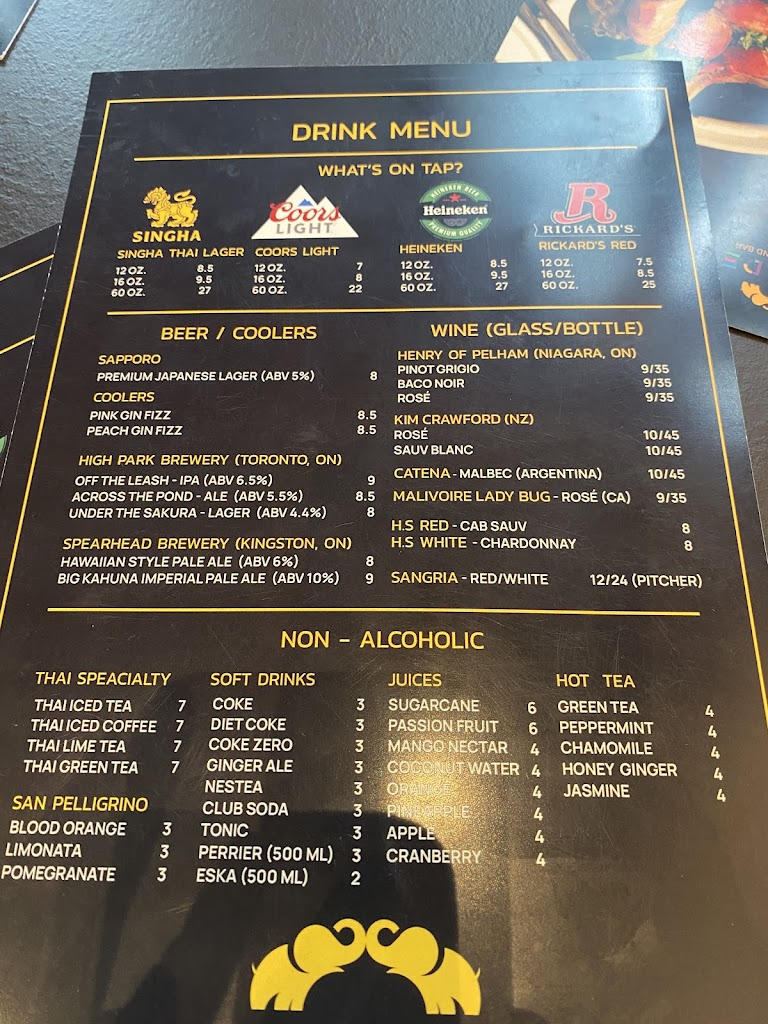 DRINK MENU
WHAT'S ON TAP?
SINGHA
SINGHA THAI LAGER
12 OZ. 8.5
16 OZ. 9.5
60 OZ. 27
Coors
LIGHT
COORS LIGHT
12 OZ. 7
16 OZ. 8
60 OZ. 22
HEINEKEN BEER
Heineken
PREMIUM QUALITY
HEINEKEN
12 OZ. 8.5
16 OZ. 9.5
60 OZ. 27
R
RICKARD'S
RICKARD'S RED
12 OZ. 7.5
16 OZ. 8.5
60 OZ. 25
BEER / COOLERS
SAPPORO
PREMIUM JAPANESE LAGER (ABV 5%) 8
COOLERS
PINK GIN FIZZ 8.5
PEACH GIN FIZZ 8.5
HIGH PARK BREWERY (TORONTO, ON)
OFF THE LEASH - IPA (ABV 6.5%) 9
ACROSS THE POND - ALE (ABV 5.5%) 8.5
UNDER THE SAKURA - LAGER (ABV 4.4%) 8
SPEARHEAD BREWERY (KINGSTON, ON)
HAWAIIAN STYLE PALE ALE (ABV 6%) 8
BIG KAHUNA IMPERIAL PALE ALE (ABV 10%) 9
WINE (GLASS/BOTTLE)
HENRY OF PELHAM (NIAGARA, ON)
PINOT GRIGIO 9/35
BACO NOIR 9/35
ROSÉ 9/35
KIM CRAWFORD (NZ)
ROSÉ 10/45
SAUV BLANC 10/45
CATENA - MALBEC (ARGENTINA) 10/45
MALIVOIRE LADY BUG - ROSÉ (CA) 9/35
H.S RED - CAB SAUV 8
H.S WHITE - CHARDONNAY 8
SANGRIA - RED/WHITE 12/24 (PITCHER)
NON - ALCOHOLIC
THAI SPEACIALTY
THAI ICED TEA 7
THAI ICED COFFEE 7
THAI LIME TEA 7
THAI GREEN TEA 7
SAN PELLIGRINO
BLOOD ORANGE 3
LIMONATA 3
POMEGRANATE 3
SOFT DRINKS
COKE 3
DIET COKE 3
COKE ZERO 3
GINGER ALE 3
NESTEA 3
CLUB SODA 3
TONIC 3
PERRIER (500 ML) 3
ESKA (500 ML) 2
JUICES
SUGARCANE 6
PASSION FRUIT 6
MANGO NECTAR 4
COCONUT WATER 4
ORANGE 4
PINEAPPLE 4
APPLE 4
CRANBERRY 4
HOT TEA
GREEN TEA 4
PEPPERMINT 4
CHAMOMILE 4
HONEY GINGER 4
JASMINE 4